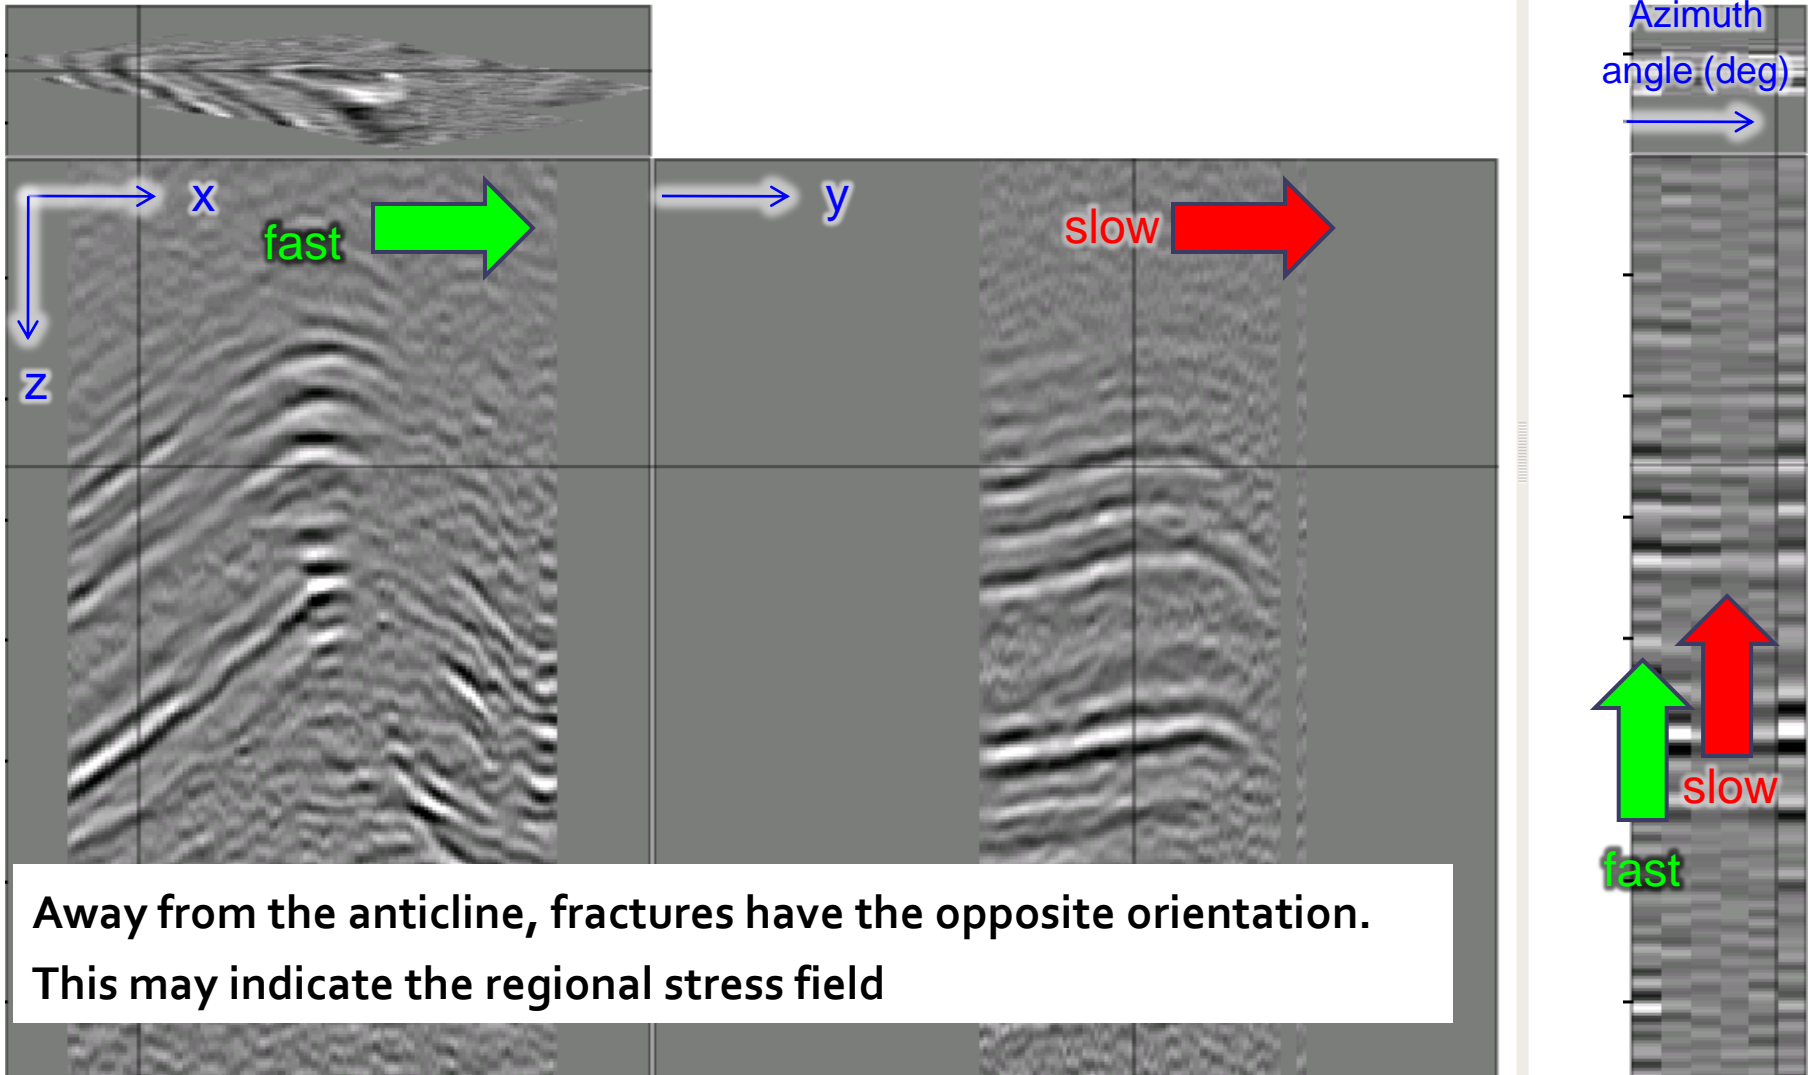 Azimuth
angle (deg)
x
y
fast
slow
z
slow
fast
Away from the anticline, fractures have the opposite orientation.
This may indicate the regional stress field